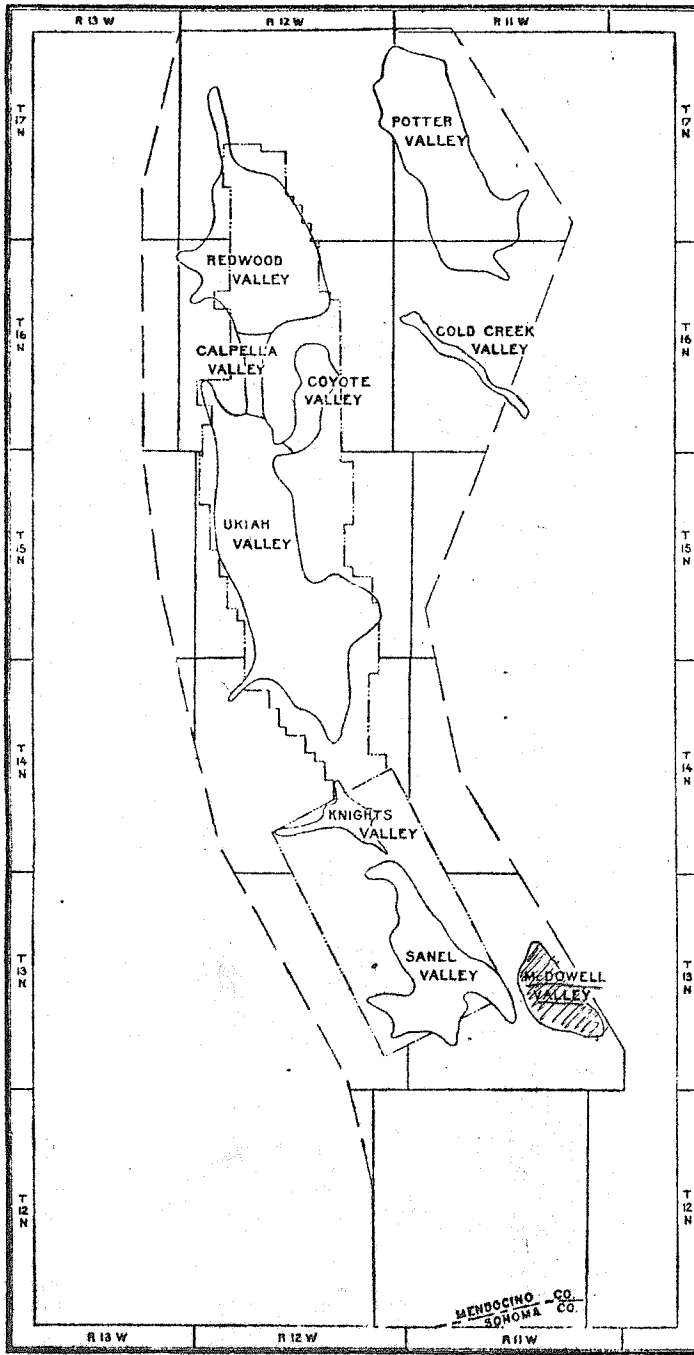 R 13 W R 12 W R 11 W
T
17
N
T
17
N
POTTER
VALLEY
REDWOOD
VALLEY
T
16
N
T
16
N
COLD CREEK
VALLEY
CALPELLA
VALLEY
COYOTE
VALLEY
T
15
N
T
15
N
UKIAH
VALLEY
T
14
N
T
14
N
KNIGHTS
VALLEY
T
13
N
T
13
N
SANEL
VALLEY
McDOWELL
VALLEY
T
12
N
T
12
N
MENDOCINO CO.
SONOMA CO.
R 13 W R 12 W R 11 W